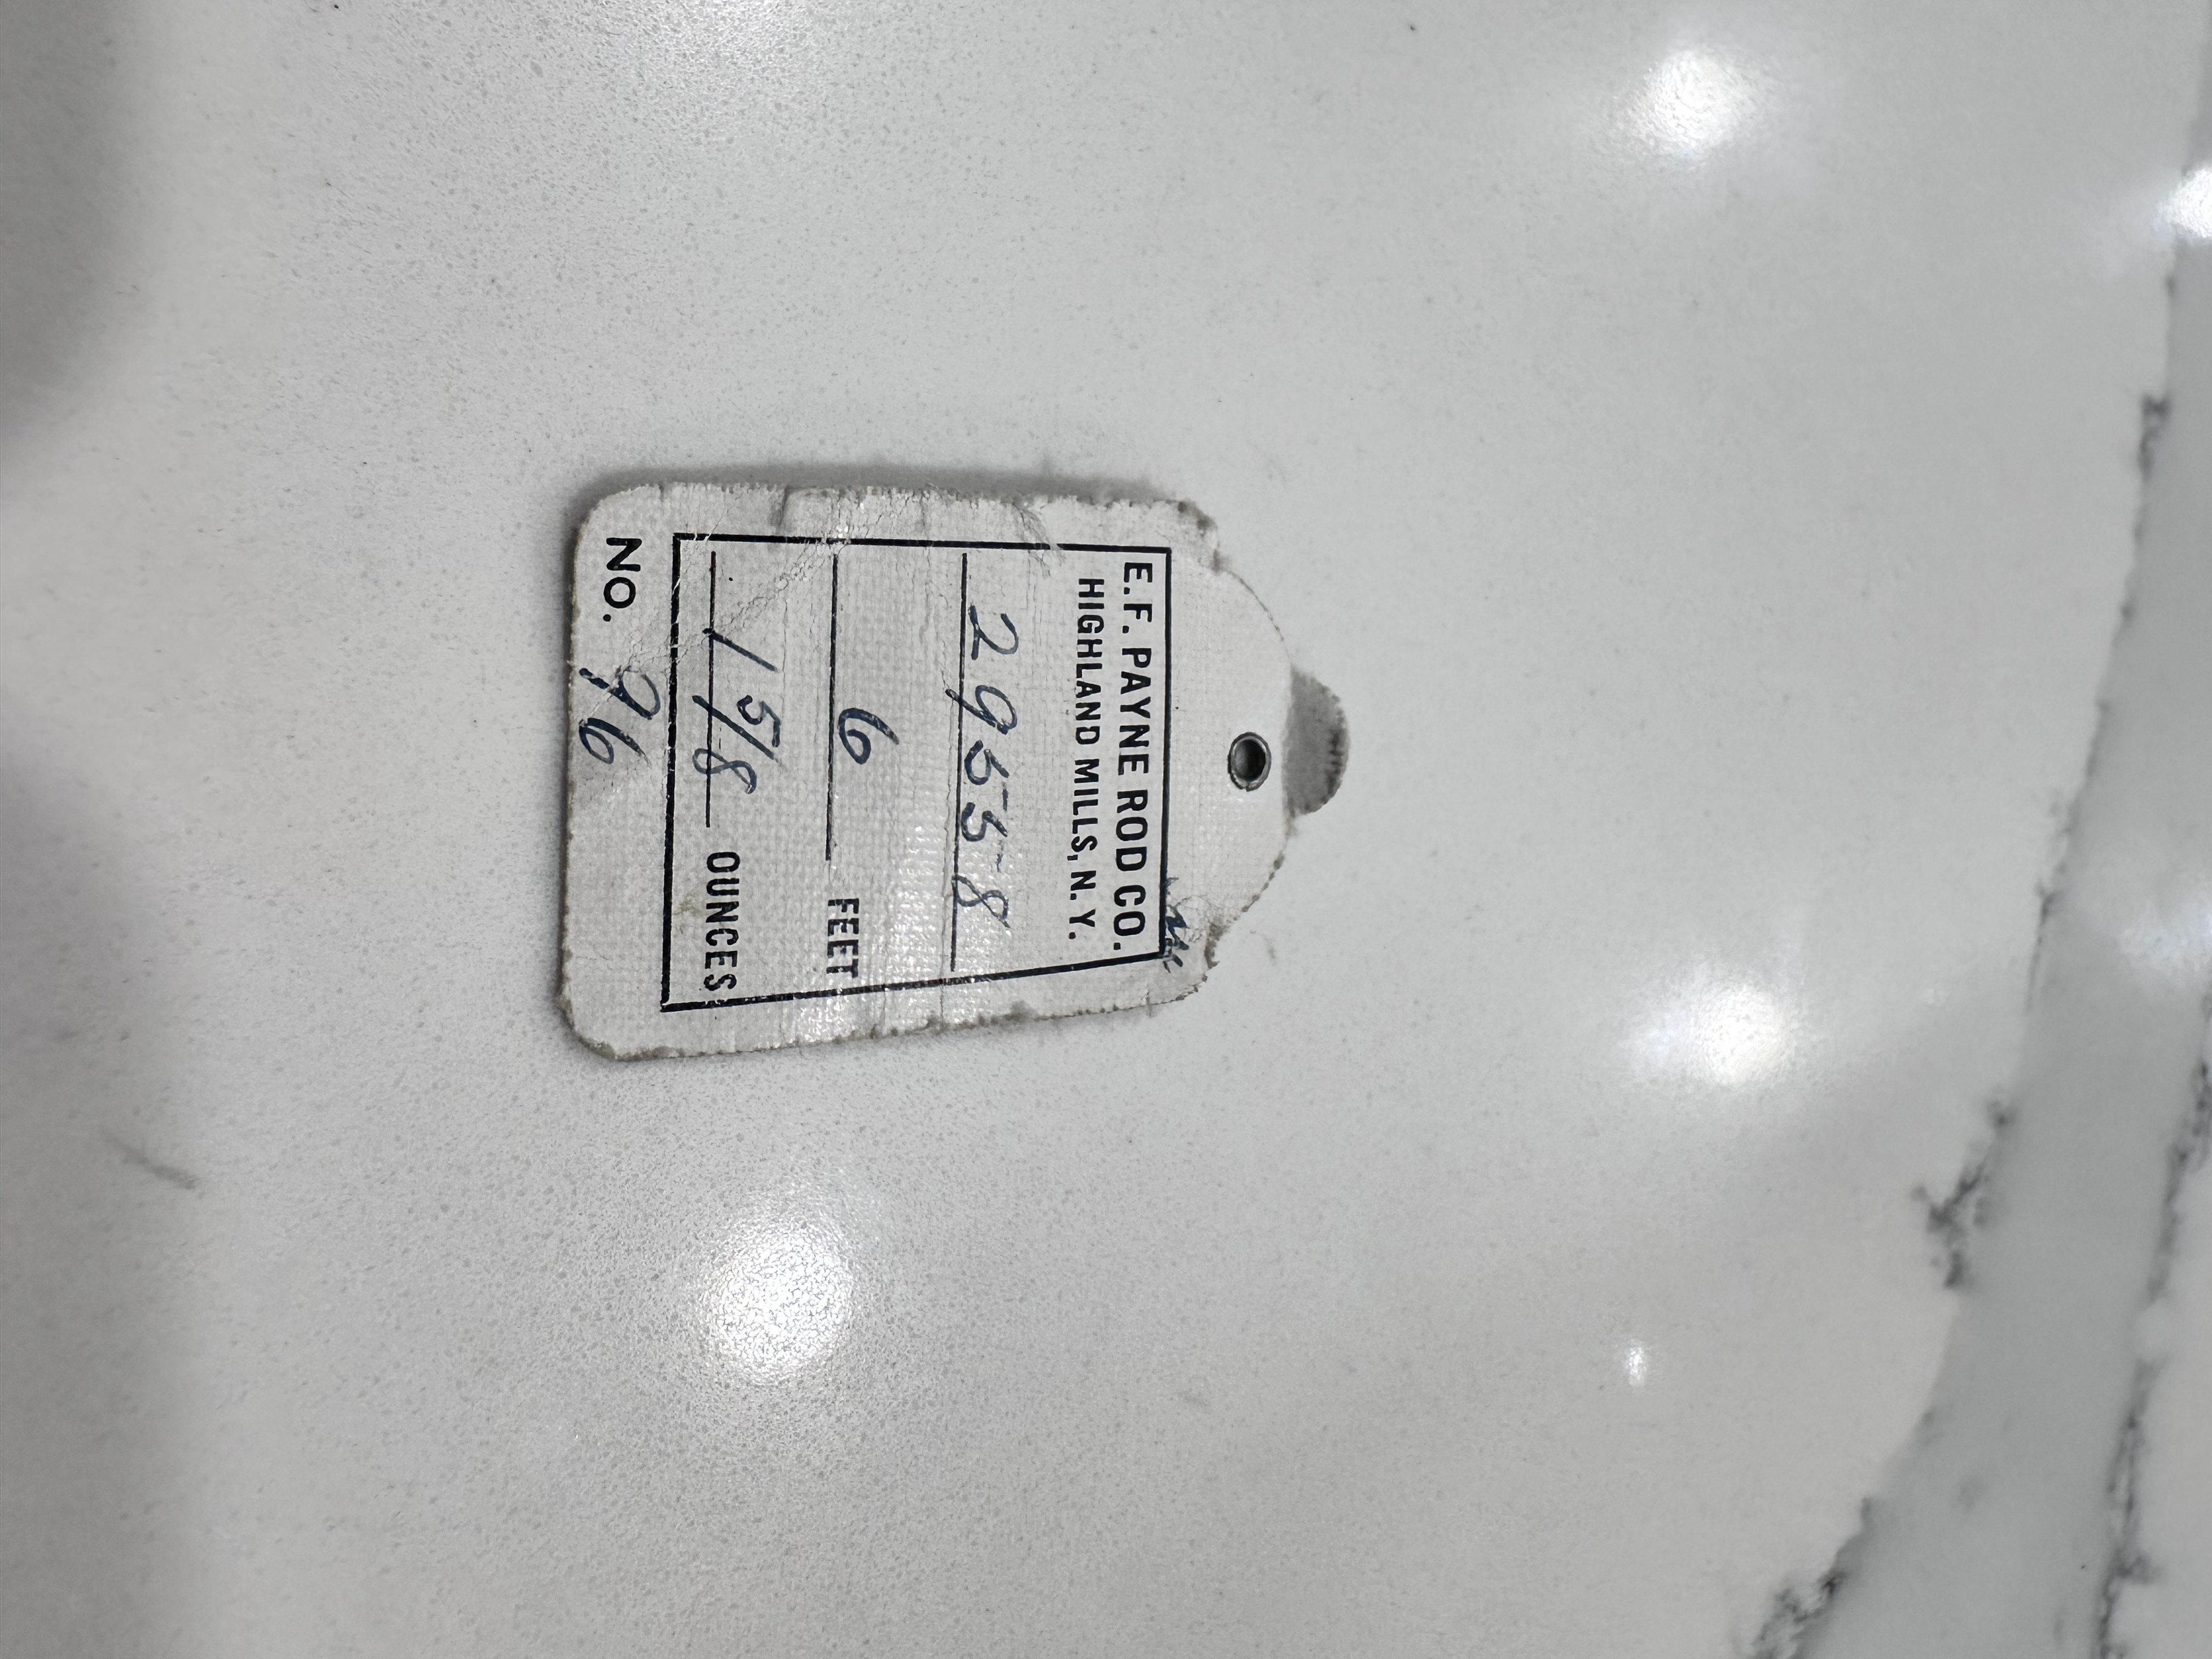 E. F. PAYNE ROD CO.
HIGHLAND MILLS, N. Y.
29558
6 FEET
1 5/8 OUNCES
NO. 96